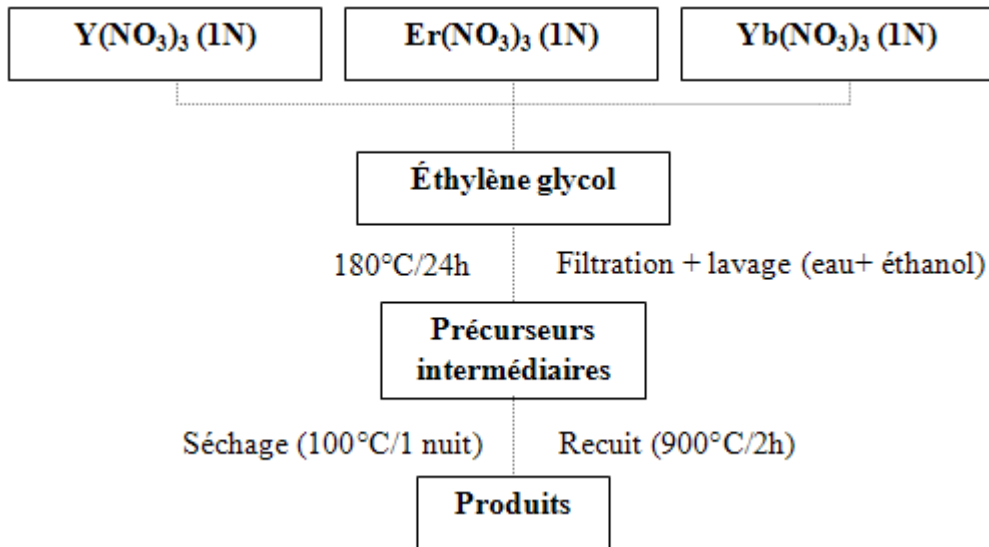 Y(NO₃)₃ (1N)
Er(NO₃)₃ (1N)
Yb(NO₃)₃ (1N)
Éthylène glycol
180°C/24h
Filtration + lavage (eau+ éthanol)
Précurseurs
intermédiaires
Séchage (100°C/1 nuit)
Recuit (900°C/2h)
Produits